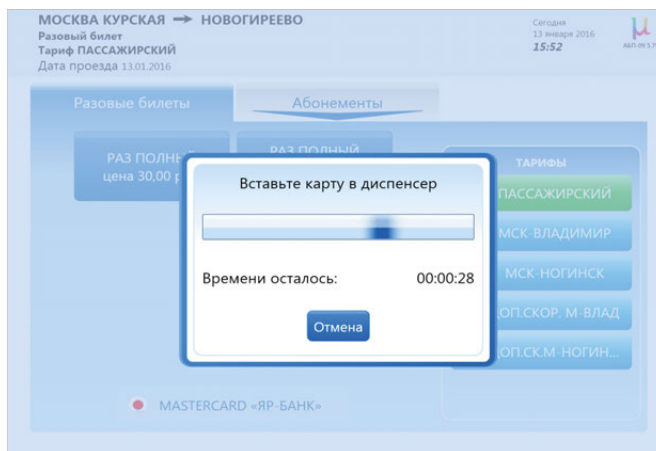 МОСКВА КУРСКАЯ → НОВОГИРЕЕВО
Разовый билет
Тариф ПАССАЖИРСКИЙ
Дата проезда 13.01.2016
Сегодня
13 января 2016
15:52
μ
Разовые билеты
Абонементы
РАЗ ПОЛНЫ
цена 30,00 р
РАЗ ПОЛНЫЙ
Вставьте карту в диспенсер
Времени осталось: 00:00:28
Отмена
ТАРИФЫ
ПАССАЖИРСКИЙ
МСК-ВЛАДИМИР
МСК-НОГИНСК
ОП.СКОР. М-ВЛАД
ОП.СК.М-НОГИН...
MASTERCARD «ЯР-БАНК»